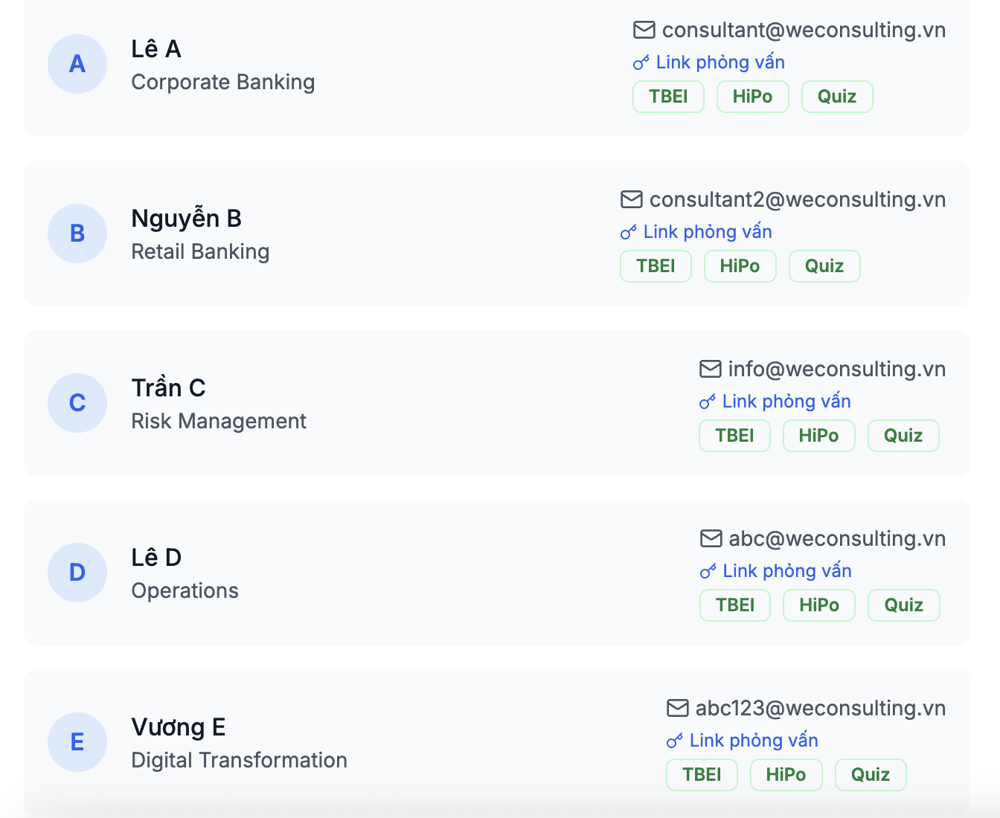 A
Lê A
Corporate Banking
consultant@weconsulting.vn
Link phỏng vấn
TBEI HiPo Quiz
B
Nguyễn B
Retail Banking
consultant2@weconsulting.vn
Link phỏng vấn
TBEI HiPo Quiz
C
Trần C
Risk Management
info@weconsulting.vn
Link phỏng vấn
TBEI HiPo Quiz
D
Lê D
Operations
abc@weconsulting.vn
Link phỏng vấn
TBEI HiPo Quiz
E
Vương E
Digital Transformation
abc123@weconsulting.vn
Link phỏng vấn
TBEI HiPo Quiz